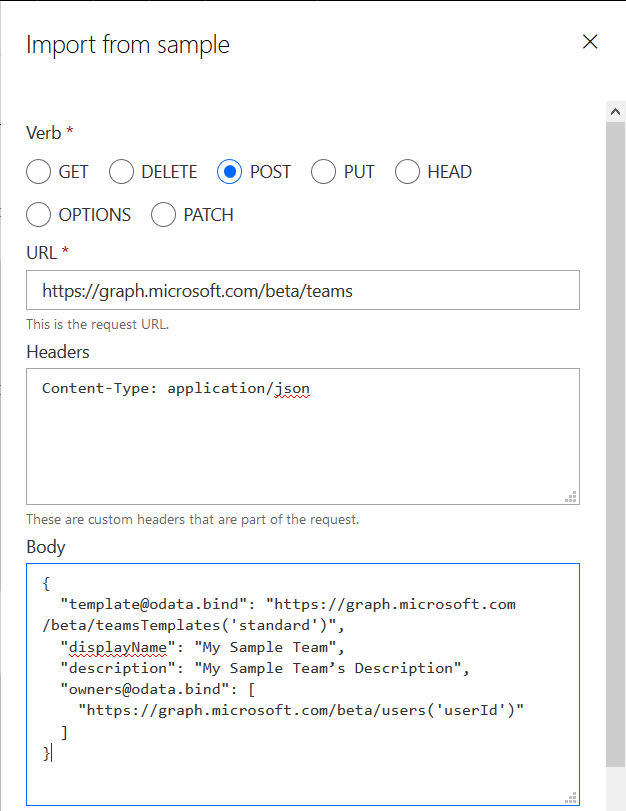 Import from sample
Verb *
GET DELETE POST PUT HEAD
OPTIONS PATCH
URL *
https://graph.microsoft.com/beta/teams
This is the request URL.
Headers
Content-Type: application/json
These are custom headers that are part of the request.
Body
{
"template@odata.bind": "https://graph.microsoft.com
/beta/teamsTemplates('standard')",
"displayName": "My Sample Team",
"description": "My Sample Team’s Description",
"owners@odata.bind": [
"https://graph.microsoft.com/beta/users('userId')"
]
}